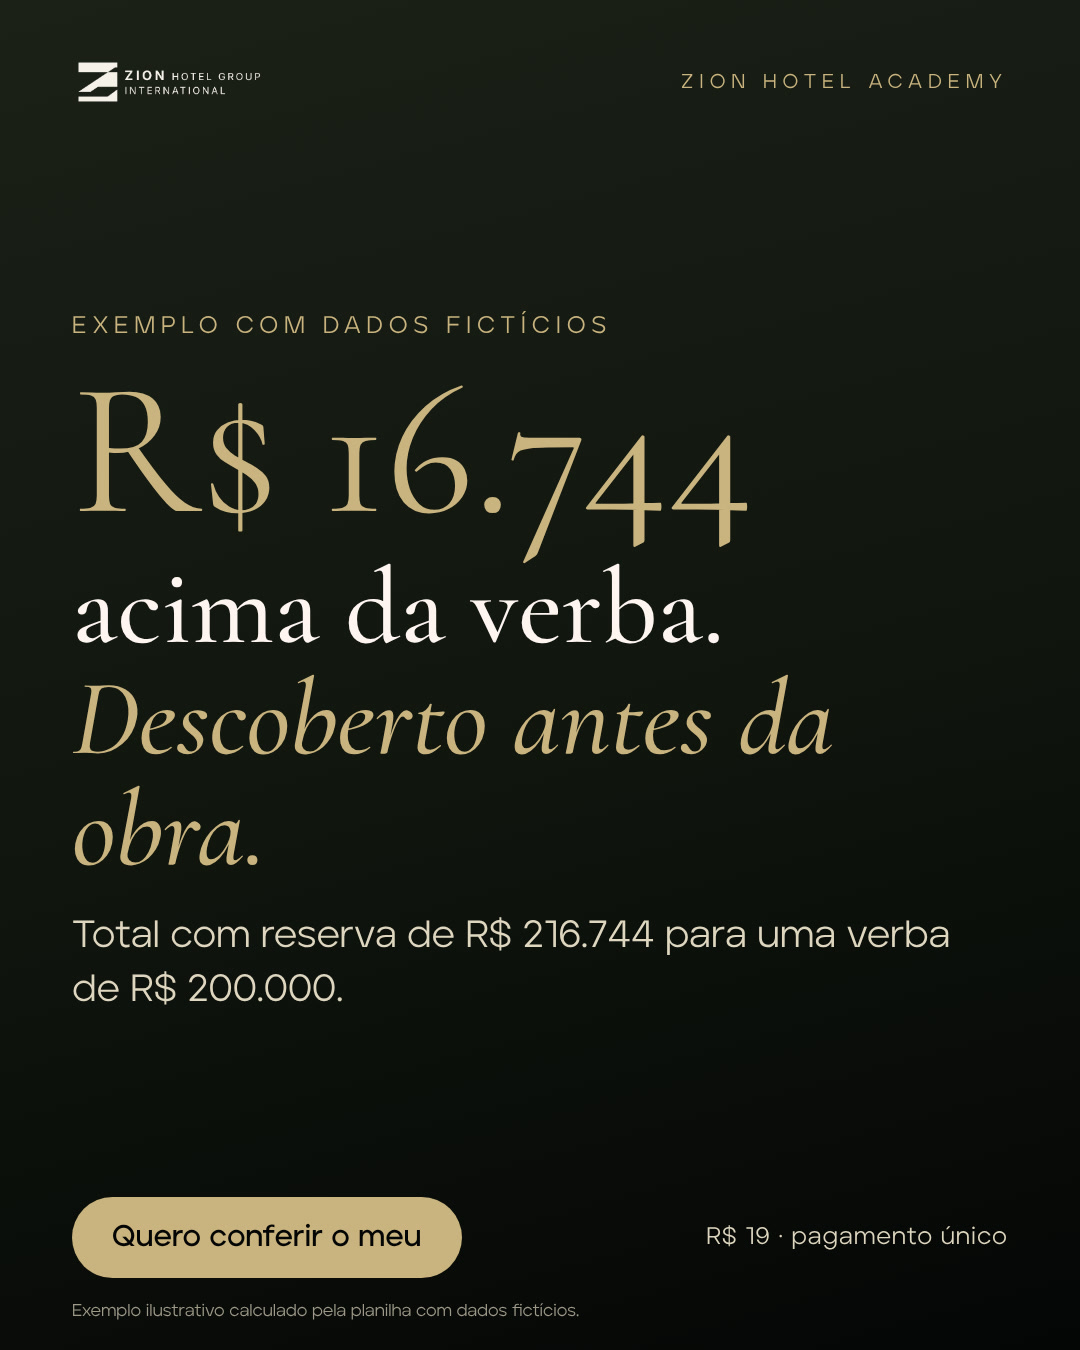 ZION HOTEL GROUP
INTERNATIONAL
ZION HOTEL ACADEMY
EXEMPLO COM DADOS FICTÍCIOS
R$ 16.744
acima da verba.
Descoberto antes da
obra.
Total com reserva de R$ 216.744 para uma verba
de R$ 200.000.
Quero conferir o meu
R$ 19 · pagamento único
Exemplo ilustrativo calculado pela planilha com dados fictícios.